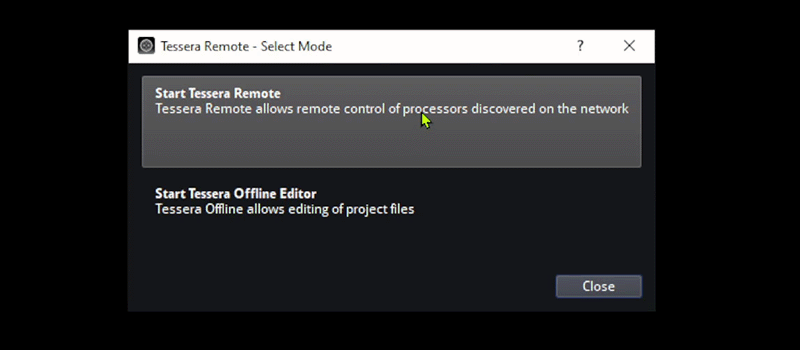 Tessera Remote - Select Mode
?
Start Tessera Remote
Tessera Remote allows remote control of processors discovered on the network
Start Tessera Offline Editor
Tessera Offline allows editing of project files
Close